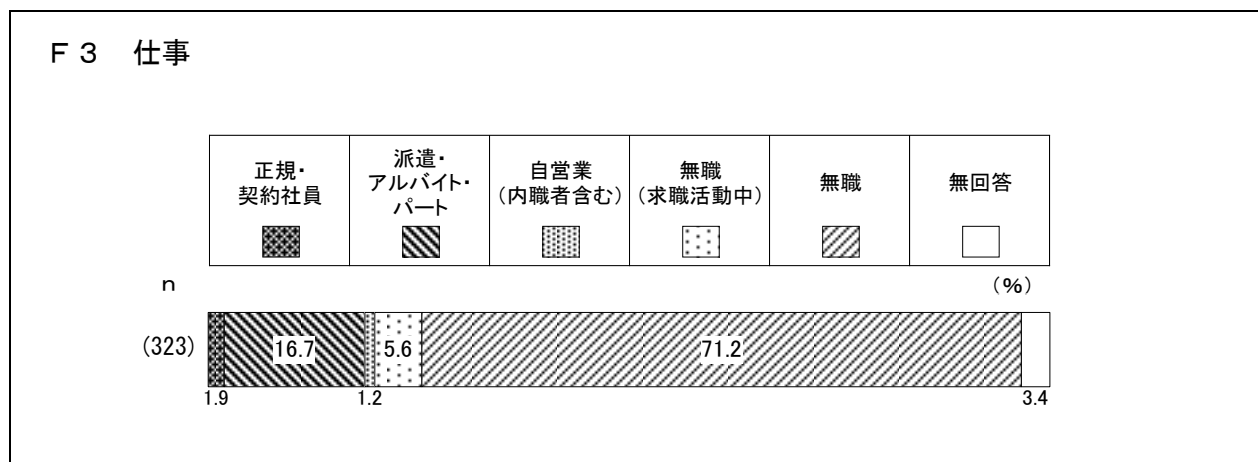 Ｆ３　仕事
正規・
契約社員
派遣・
アルバイト・
パート
自営業
(内職者含む)
無職
(求職活動中)
無職
無回答
ｎ
(％)
(323)
16.7
5.6
71.2
1.9
1.2
3.4